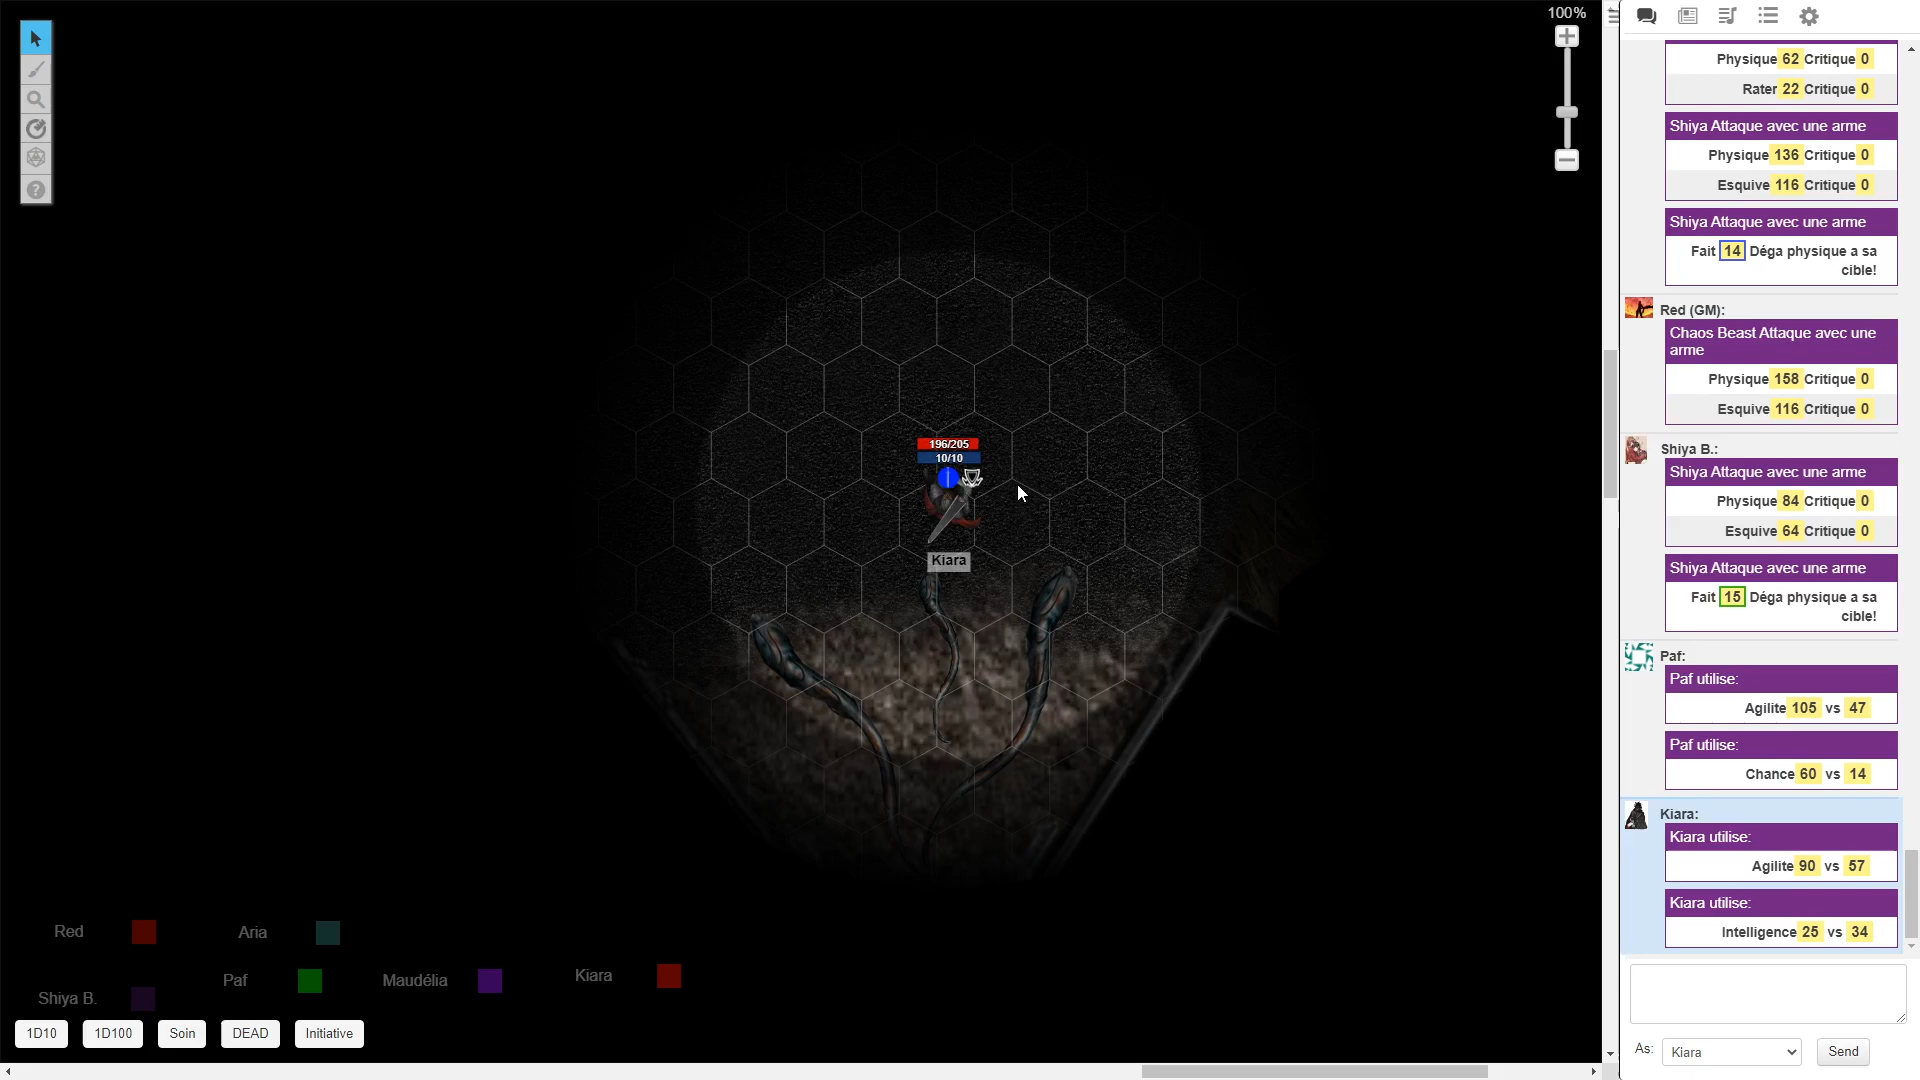 100%
Physique 62 Critique 0
Rater 22 Critique 0
Shiya Attaque avec une arme
Physique 136 Critique 0
Esquive 116 Critique 0
Shiya Attaque avec une arme
Fait 14 Déga physique a sa
cible!
Red (GM):
Chaos Beast Attaque avec une
arme
Physique 158 Critique 0
Esquive 116 Critique 0
Shiya B.:
Shiya Attaque avec une arme
Physique 84 Critique 0
Esquive 64 Critique 0
Shiya Attaque avec une arme
Fait 15 Déga physique a sa
cible!
Paf:
Paf utilise:
Agilite 105 vs 47
Paf utilise:
Chance 60 vs 14
Kiara:
Kiara utilise:
Agilite 90 vs 57
Kiara utilise:
Intelligence 25 vs 34
As: Kiara Send
196/205
10/10
Kiara
Red Aria
Paf Maudélia Kiara
Shiya B.
1D10 1D100 Soin DEAD Initiative